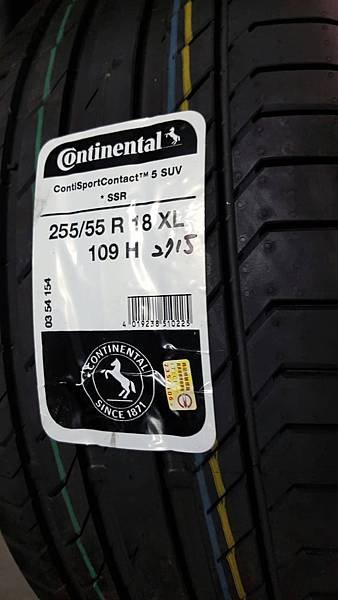 Continental
ContiSportContact™ 5 SUV
* SSR
255/55 R 18 XL
109 H 2715
03 54 154
4 019238 510225
CONTINENTAL
SINCE 1871